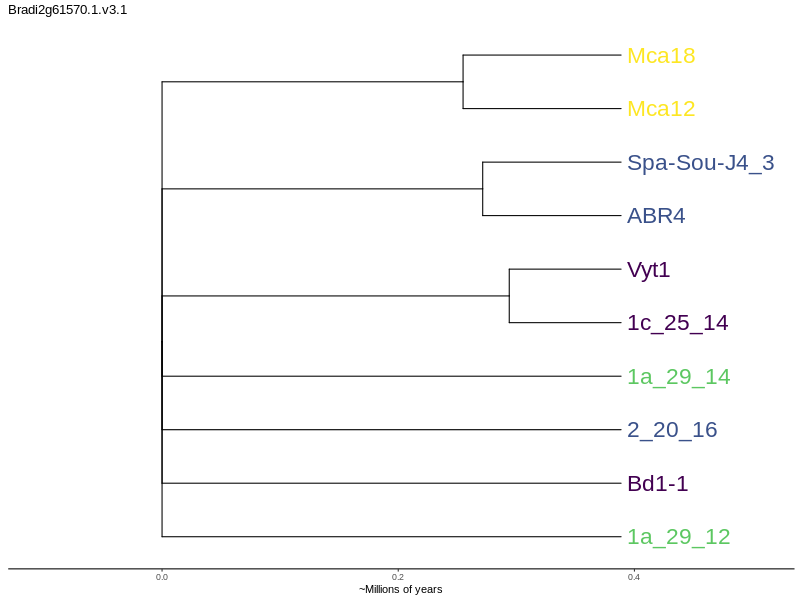 Bradi2g61570.1.v3.1
Mca18
Mca12
Spa-Sou-J4_3
ABR4
Vyt1
1c_25_14
1a_29_14
2_20_16
Bd1-1
1a_29_12
0.0 0.2 0.4
~Millions of years